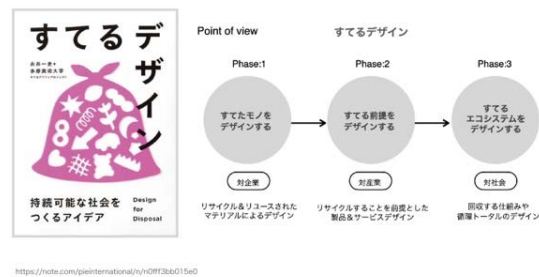 すてるデザイン
永井一史+
多摩美術大学
持続可能な社会を
つくるアイデア
Design
for
Disposal
Point of view
すてるデザイン
Phase:1
すてたモノを
デザインする
対企業
リサイクル&リユースされた
マテリアルによるデザイン
Phase:2
すてる前提を
デザインする
対産業
リサイクルすることを前提とした
製品&サービスデザイン
Phase:3
すてる
エコシステムを
デザインする
対社会
回収する仕組みや
循環トータルのデザイン
https://note.com/pieinternational/n/n0fff3bb015e0